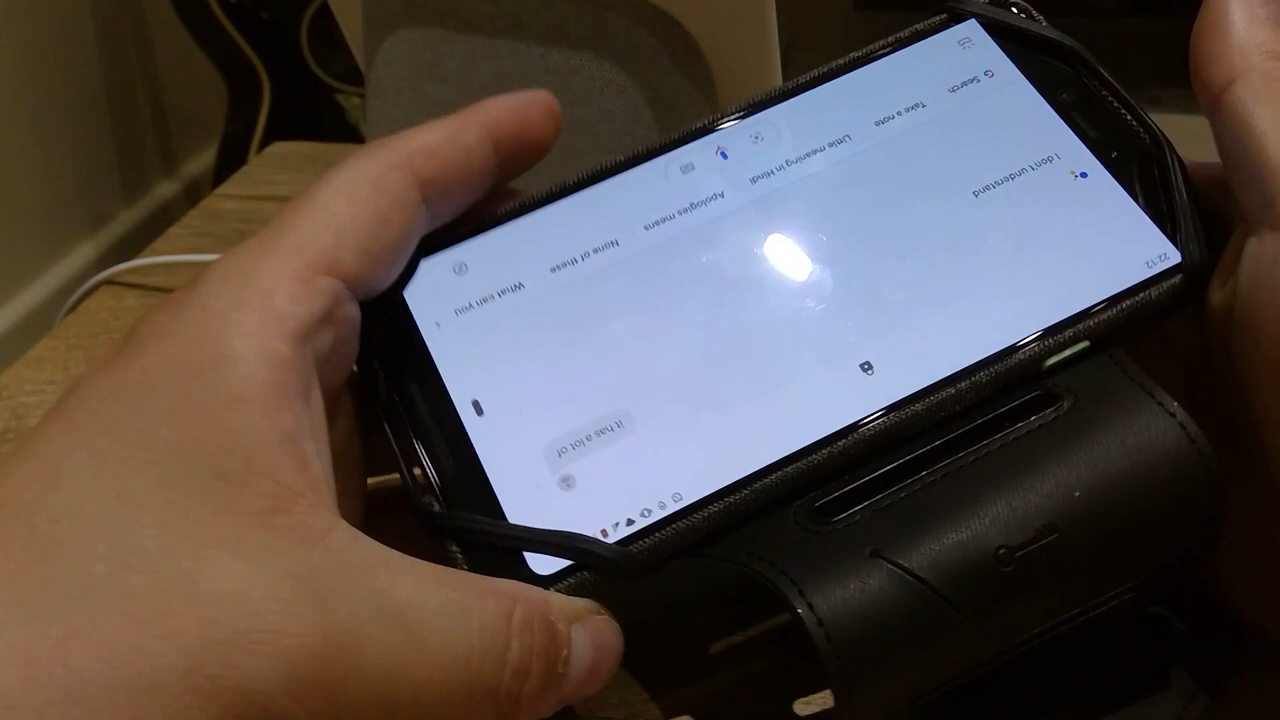 22:12
it has a lot of
I don't understand
Search
Take a note
Little meaning in Hindi
Apologies means
None of these
What can you